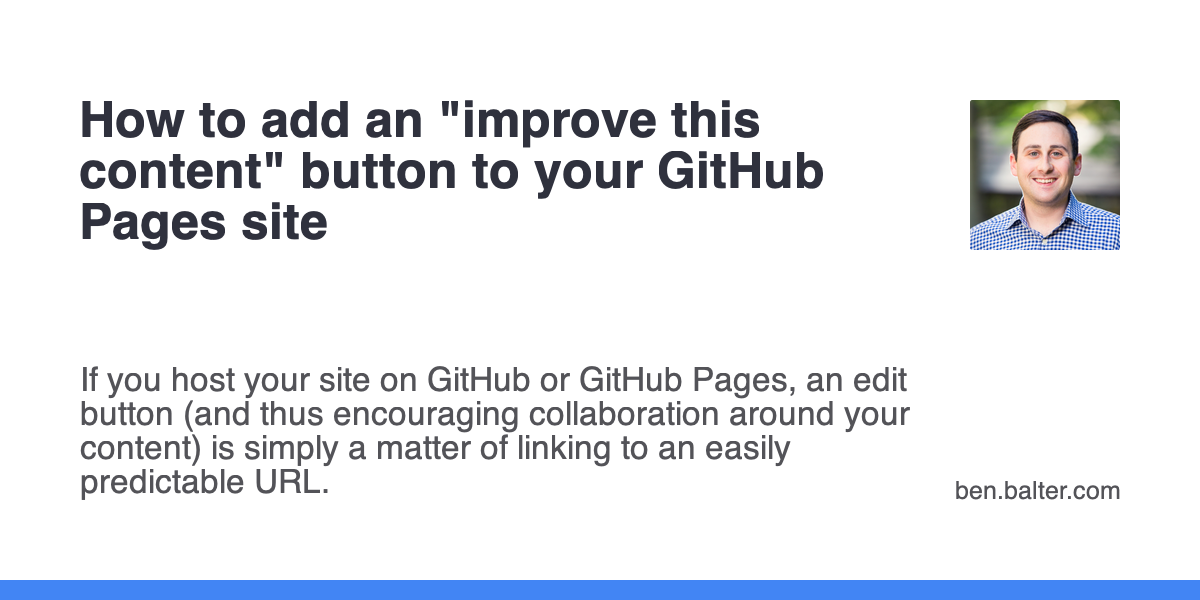 How to add an "improve this
content" button to your GitHub
Pages site
If you host your site on GitHub or GitHub Pages, an edit
button (and thus encouraging collaboration around your
content) is simply a matter of linking to an easily
predictable URL.
ben.balter.com